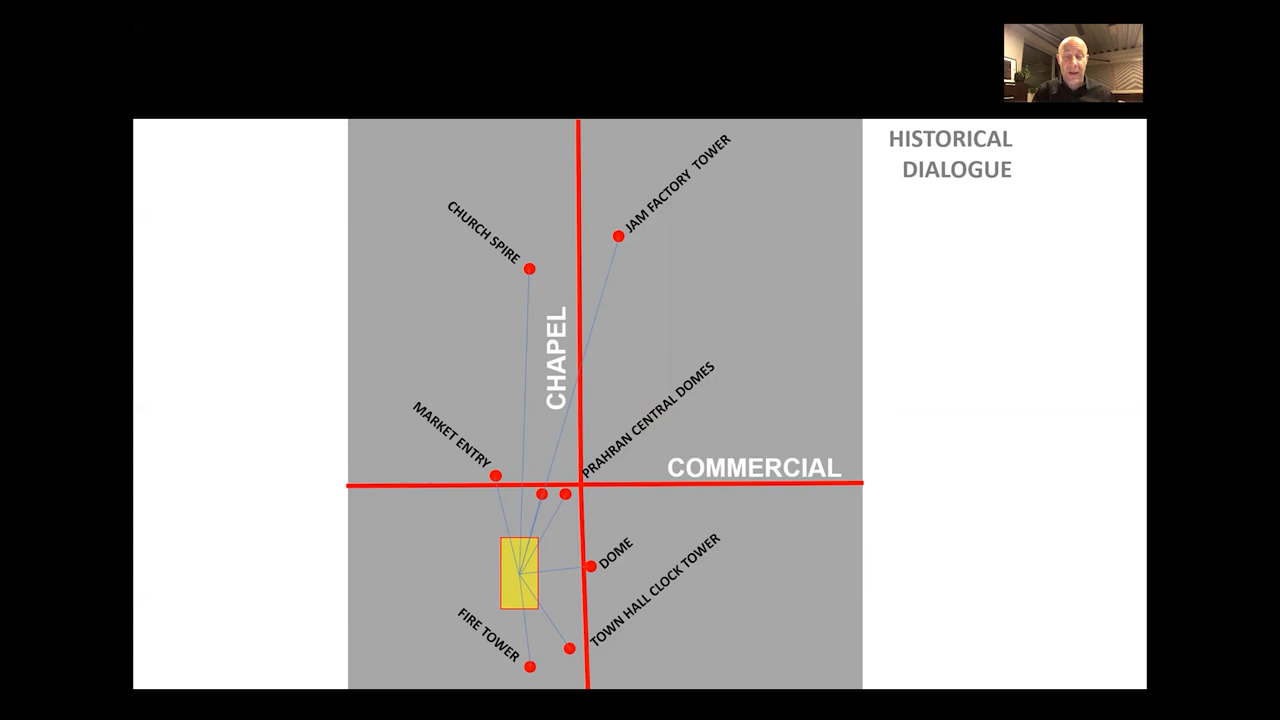 HISTORICAL
DIALOGUE
JAM FACTORY TOWER
CHURCH SPIRE
CHAPEL
PRAHRAN CENTRAL DOMES
MARKET ENTRY
COMMERCIAL
DOME
TOWN HALL CLOCK TOWER
FIRE TOWER